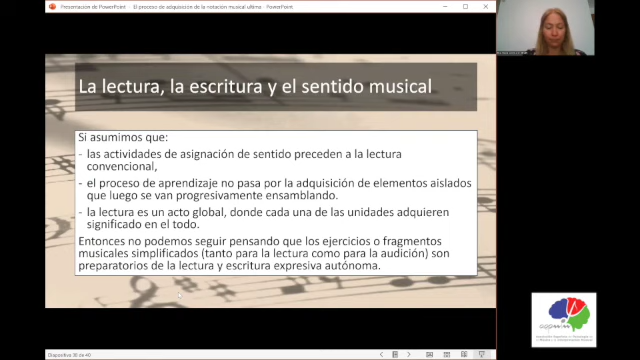 Presentación de PowerPoint - El proceso de adquisición de la notación musical ultimo - PowerPoint
La lectura, la escritura y el sentido musical
Si asumimos que:
- las actividades de asignación de sentido preceden a la lectura
convencional,
- el proceso de aprendizaje no pasa por la adquisición de elementos aislados
que luego se van progresivamente ensamblando.
- la lectura es un acto global, donde cada una de las unidades adquieren
significado en el todo.
Entonces no podemos seguir pensando que los ejercicios o fragmentos
musicales simplificados (tanto para la lectura como para la audición) son
preparatorios de la lectura y escritura expresiva autónoma.